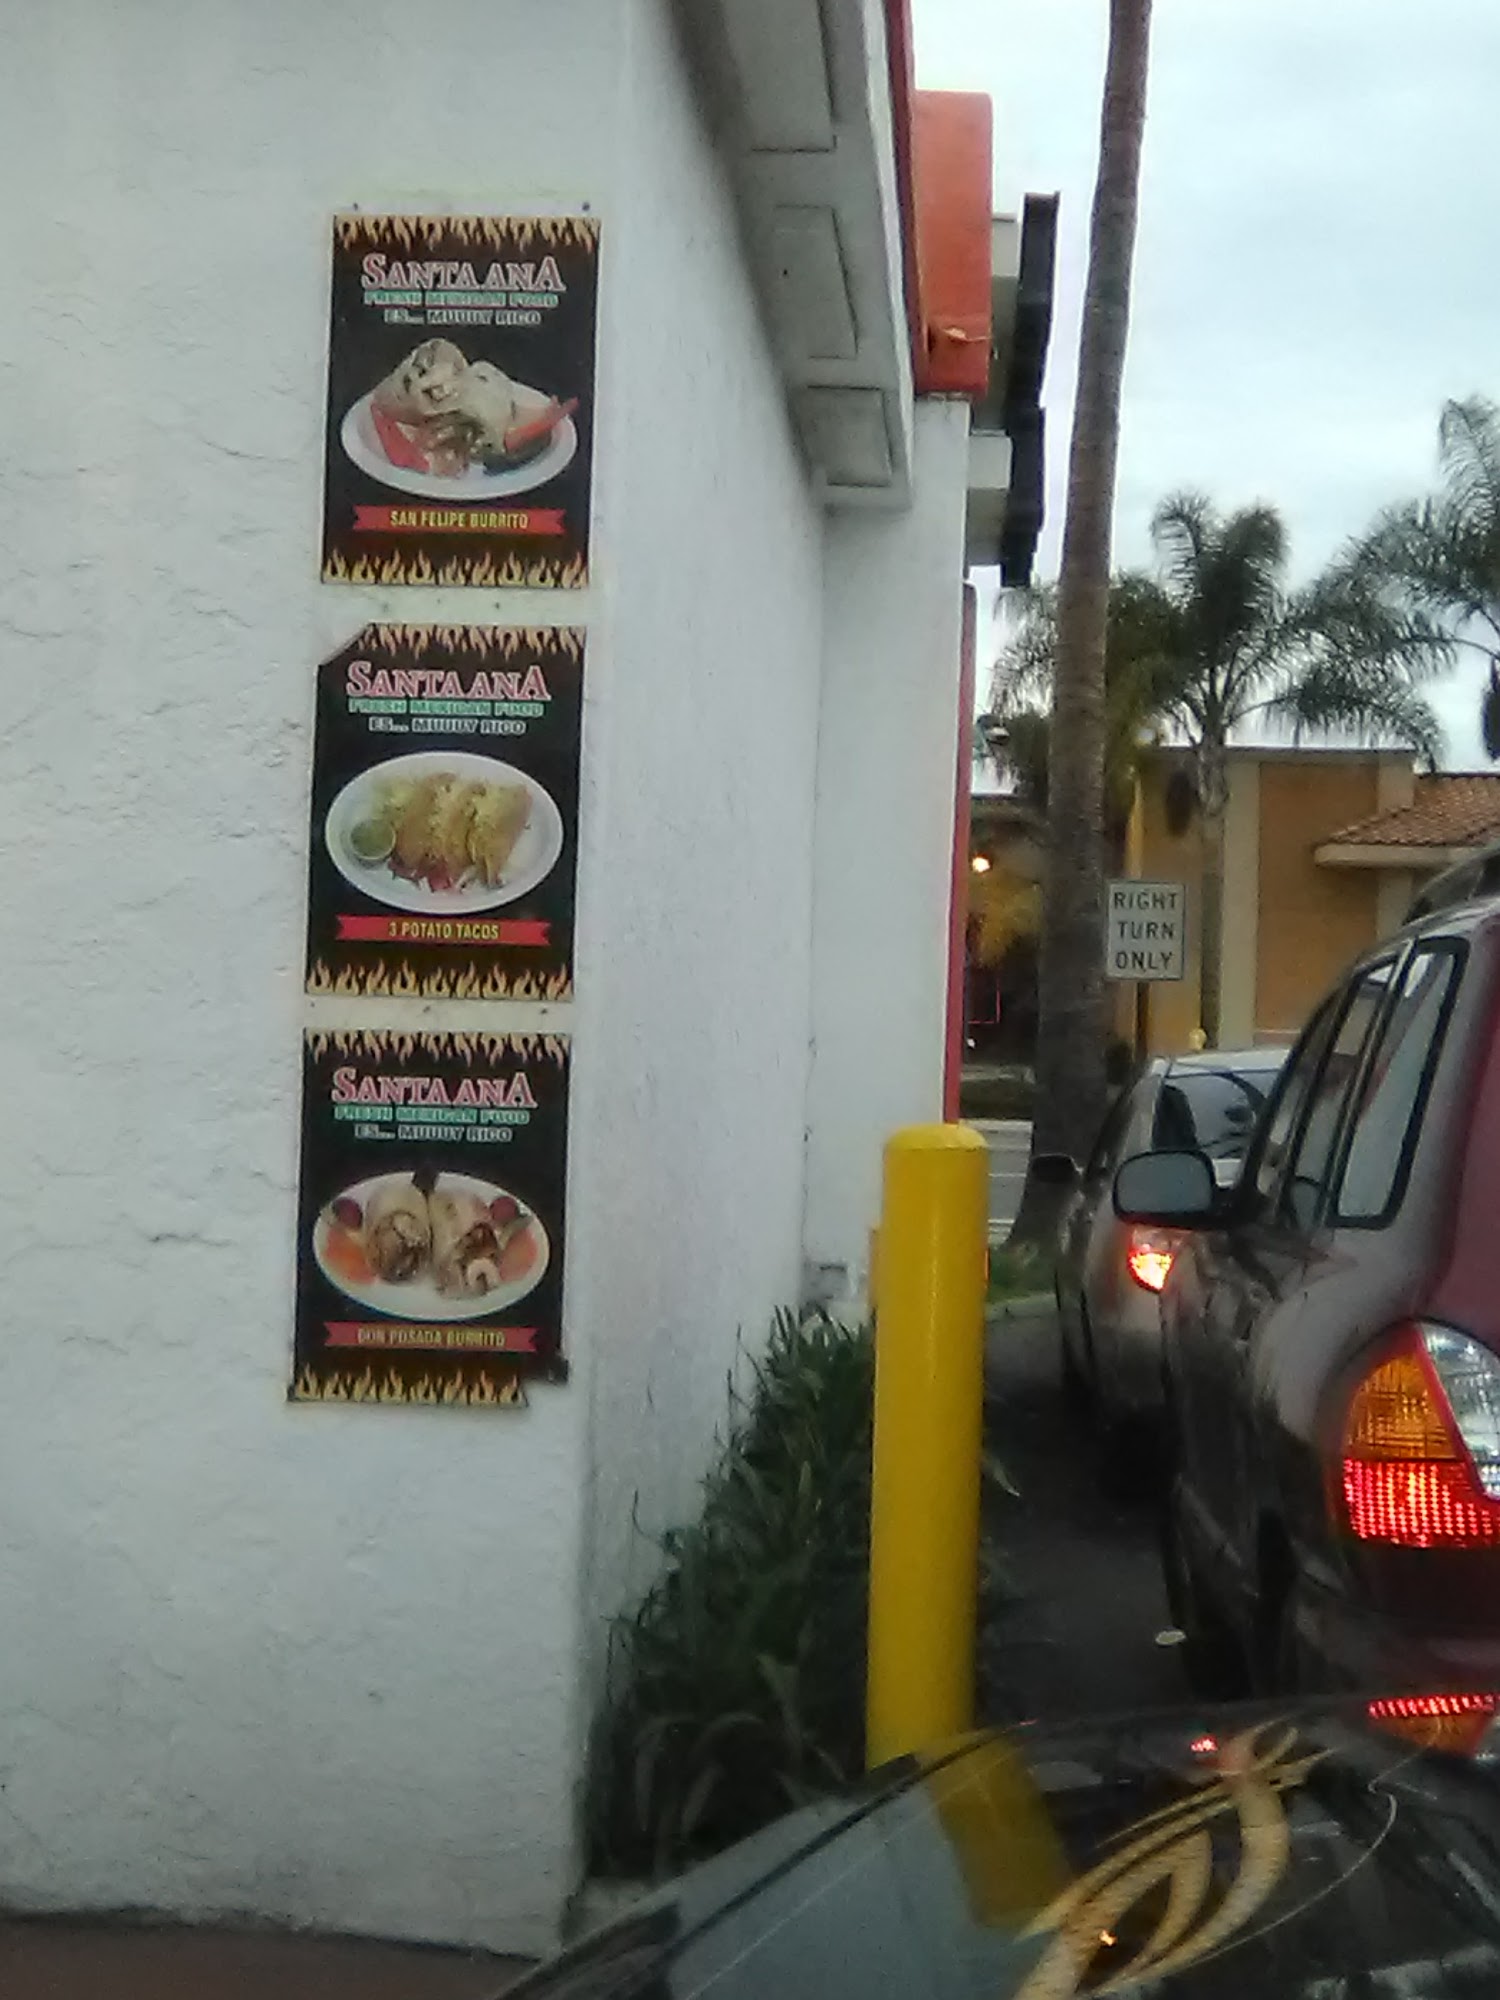 SANTA ANA
FRESH MEXICAN FOOD
ES... MUUUY RICO
SAN FELIPE BURRITO
SANTA ANA
FRESH MEXICAN FOOD
ES... MUUUY RICO
3 POTATO TACOS
SANTA ANA
FRESH MEXICAN FOOD
ES... MUUUY RICO
DON POSADA BURRITO
RIGHT
TURN
ONLY